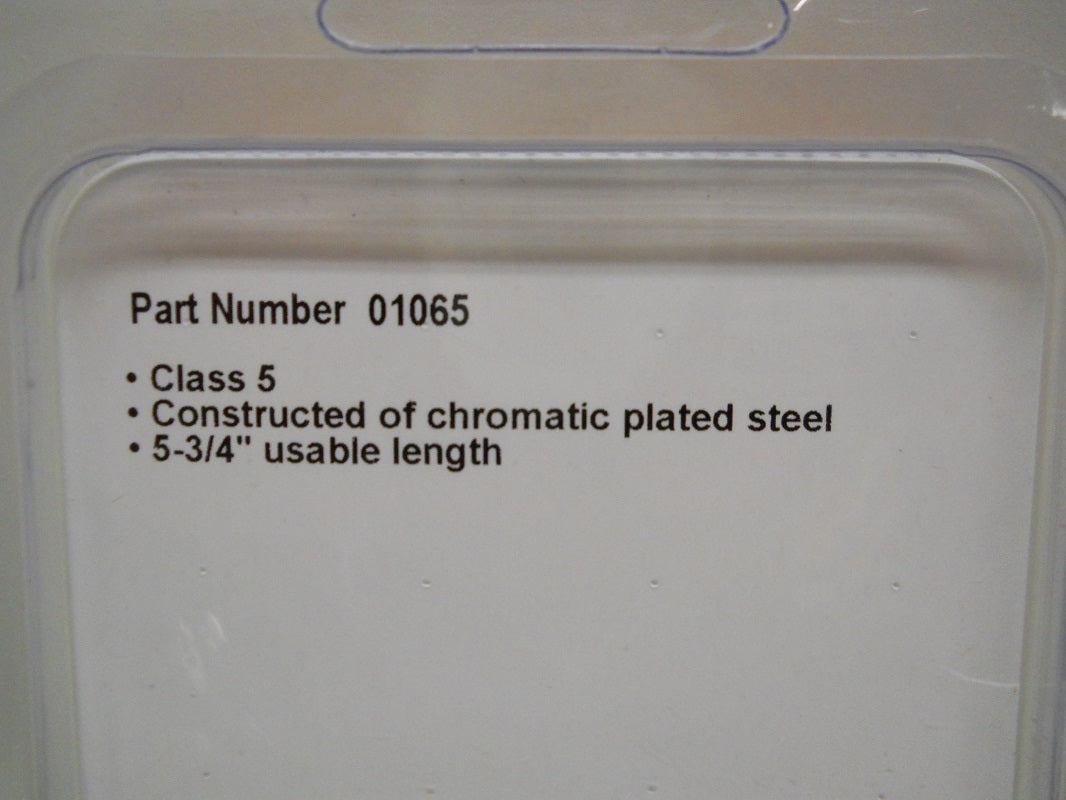 Part Number 01065
• Class 5
• Constructed of chromatic plated steel
• 5-3/4" usable length